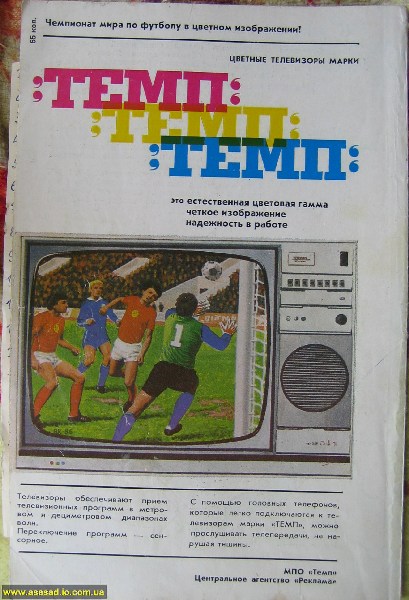 55 коп.
Чемпионат мира по футболу в цветном изображении!
ЦВЕТНЫЕ ТЕЛЕВИЗОРЫ МАРКИ
ТЕМП
ТЕМП
ТЕМП
это естественная цветовая гамма
четкое изображение
надежность в работе
1
Телевизоры обеспечивают прием
телевизионных программ в метро-
вом и дециметровом диапазонах
волн.
Переключение программ — сен-
сорное.
С помощью головных телефонов,
которые легко подключаются к те-
левизорам марки «ТЕМП», можно
прослушивать телепередачи, не на-
рушая тишины.
МПО «Темп»
Центральное агентство «Реклама»
www.asasad.io.com.ua